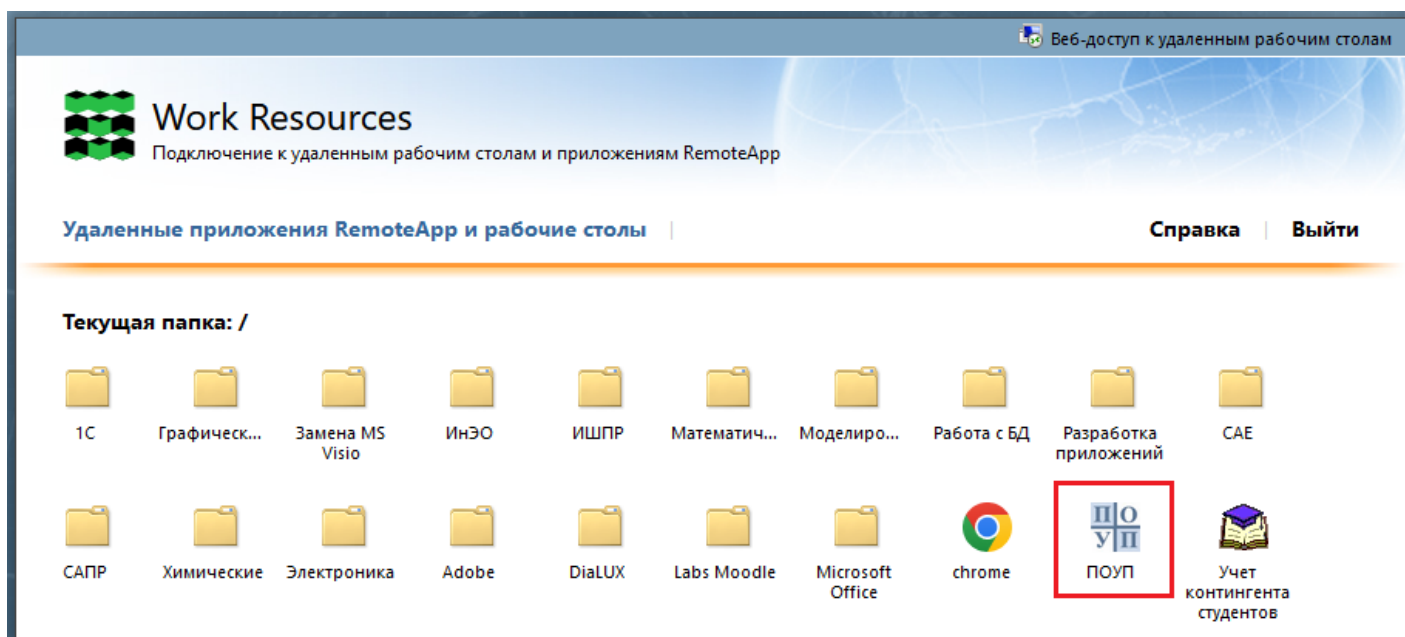 Веб-доступ к удаленным рабочим столам
Work Resources
Подключение к удаленным рабочим столам и приложениям RemoteApp
Удаленные приложения RemoteApp и рабочие столы | Справка | Выйти
Текущая папка: /
1С Графическ... Замена MS ИнЭО ИШПР Математич... Моделиро... Работа с БД Разработка CAE
Visio приложений
П О
У П
САПР Химические Электроника Adobe DiaLUX Labs Moodle Microsoft chrome ПОУП Учет
Office контингента
студентов